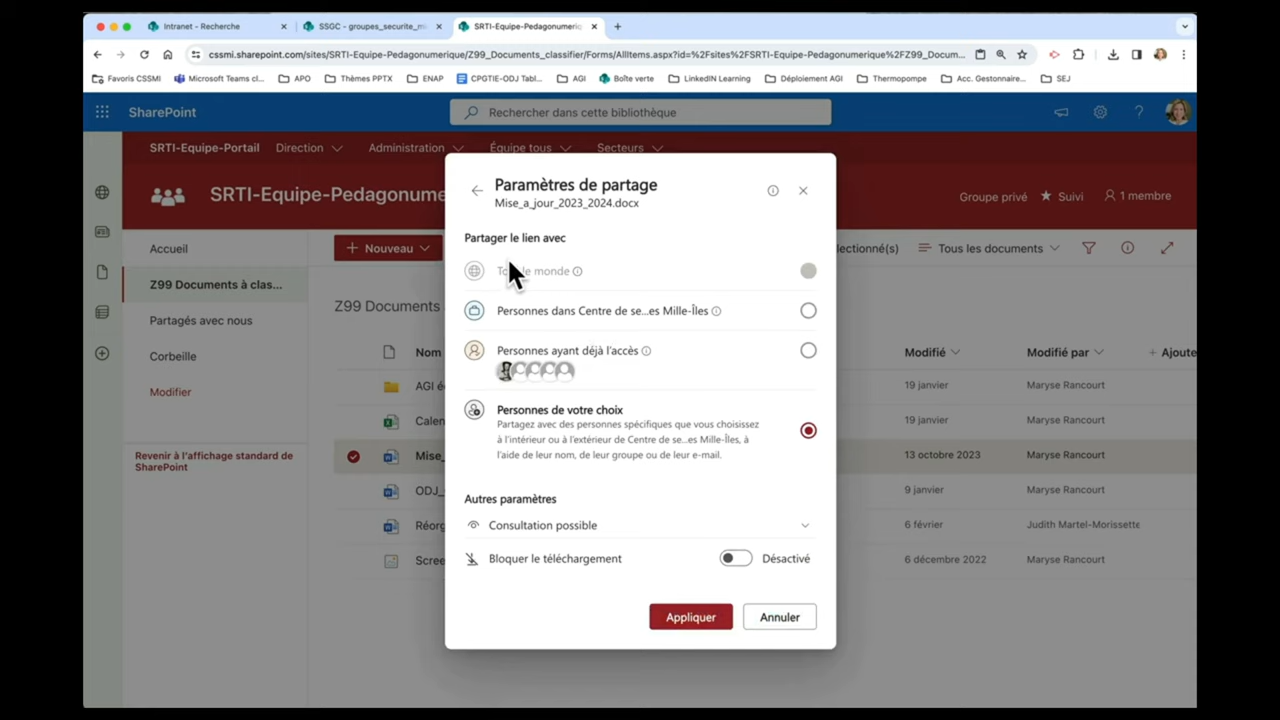 Intranet - Recherche
SSGC - groupes_securite_m
SRTI-Equipe-Pedagonumeric
cssmi.sharepoint.com/sites/SRTI-Equipe-Pedagonumerique/Z99_Documents_classifier/Forms/AllItems.aspx?id=%2Fsites%2FSRTI-Equipe-Pedagonumerique%2FZ99_Docum...
Favoris CSSMI
Microsoft Teams cl...
APO
Thèmes PPTX
ENAP
CPGTIE-ODJ Tabl...
AGI
Boîte verte
LinkedIN Learning
Déploiement AGI
Thermopompe
Acc. Gestionnaire...
SEJ
SharePoint
Rechercher dans cette bibliothèque
SRTI-Equipe-Portail
Direction
Administration
Équipe tous
Secteurs
SRTI-Equipe-Pedagonume
Groupe privé
Suivi
1 membre
Accueil
Z99 Documents à clas...
Partagés avec nous
Corbeille
Modifier
Revenir à l'affichage standard de
SharePoint
+ Nouveau
lectionné(s)
Tous les documents
Z99 Documents
Nom
Modifié
Modifié par
+ Ajoute
AGI é
19 janvier
Maryse Rancourt
Calen
19 janvier
Maryse Rancourt
Mise_
13 octobre 2023
Maryse Rancourt
ODJ_
9 janvier
Maryse Rancourt
Réorg
6 février
Judith Martel-Morissette
Scree
6 décembre 2022
Maryse Rancourt
Paramètres de partage
Mise_a_jour_2023_2024.docx
Partager le lien avec
le monde
Personnes dans Centre de se...es Mille-Îles
Personnes ayant déjà l'accès
Personnes de votre choix
Partagez avec des personnes spécifiques que vous choisissez
à l'intérieur ou à l'extérieur de Centre de se...es Mille-Îles, à
l'aide de leur nom, de leur groupe ou de leur e-mail.
Autres paramètres
Consultation possible
Bloquer le téléchargement
Désactivé
Appliquer
Annuler